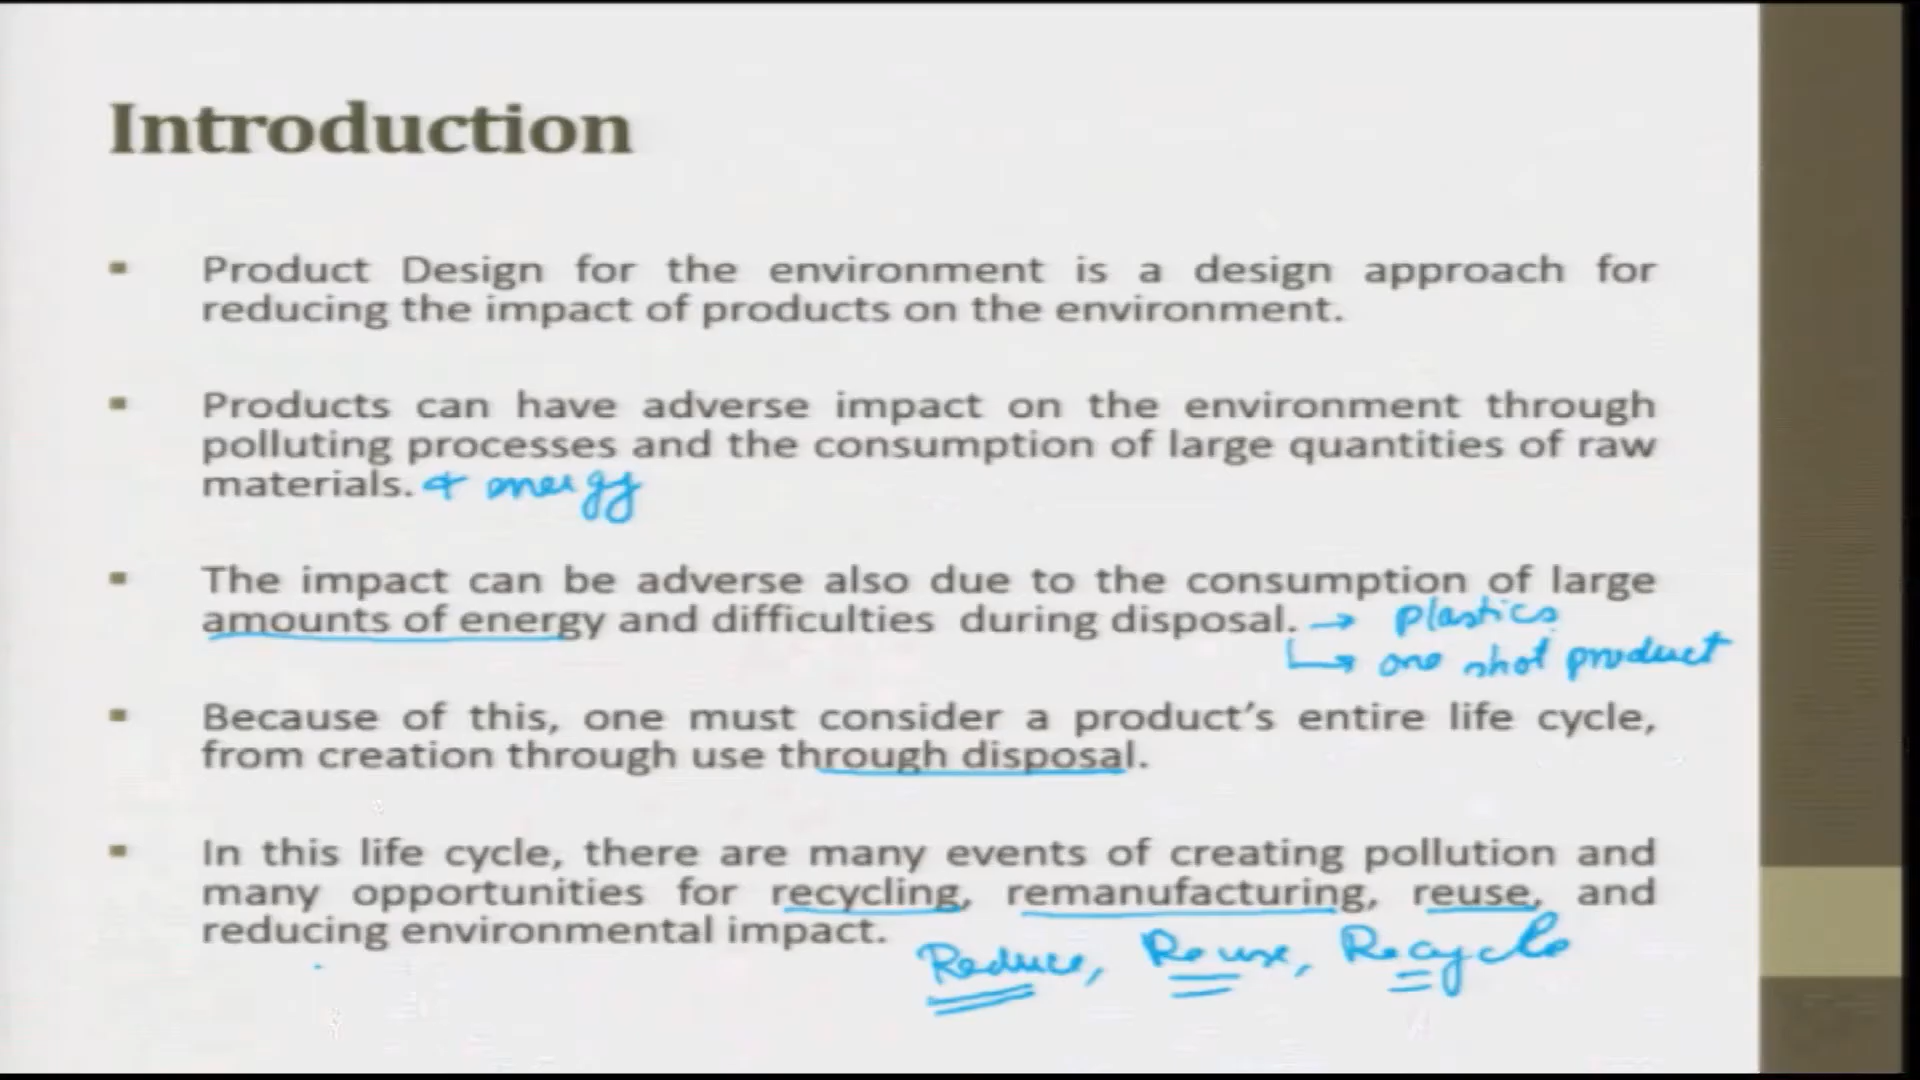 Introduction
▪ Product Design for the environment is a design approach for
reducing the impact of products on the environment.
▪ Products can have adverse impact on the environment through
polluting processes and the consumption of large quantities of raw
materials. & energy
▪ The impact can be adverse also due to the consumption of large
amounts of energy and difficulties during disposal. → plastics
↳ one shot product
▪ Because of this, one must consider a product's entire life cycle,
from creation through use through disposal.
▪ In this life cycle, there are many events of creating pollution and
many opportunities for recycling, remanufacturing, reuse, and
reducing environmental impact.
Reduce, Reuse, Recycle